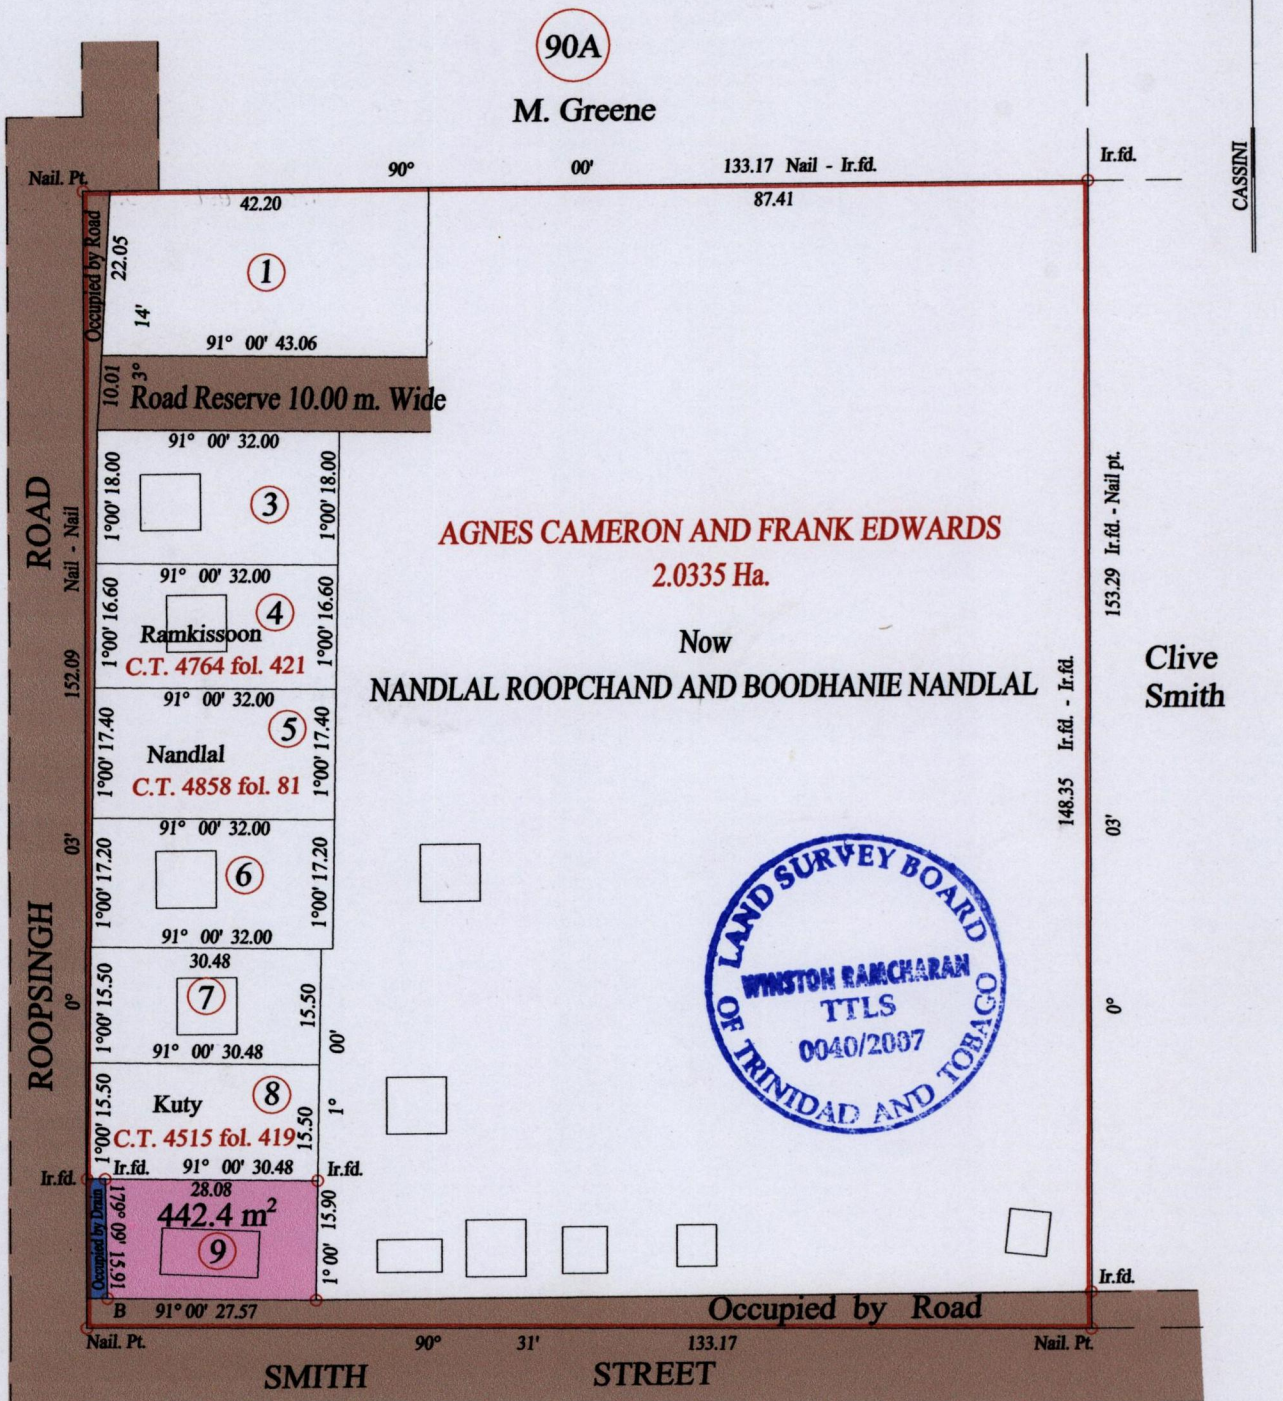 90A
M. Greene
Nail. Pt.
90° 00' 133.17 Nail - Ir.fd.
Ir.fd.
CASSINI
42.20
87.41
Occupied by Road
22.05
1
14'
91° 00' 43.06
10.01
3°
Road Reserve 10.00 m. Wide
91° 00' 32.00
1°00' 18.00
3
1°00' 18.00
ROOPSINGH ROAD
0° 03' 152.09 Nail - Nail
91° 00' 32.00
1°00' 16.60
4
1°00' 16.60
Ramkissoon
C.T. 4764 fol. 421
91° 00' 32.00
1°00' 17.40
5
1°00' 17.40
Nandlal
C.T. 4858 fol. 81
91° 00' 32.00
1°00' 17.20
6
1°00' 17.20
91° 00' 32.00
30.48
1°00' 15.50
7
15.50
91° 00' 30.48
1° 00'
1°00' 15.50
Kuty
8
C.T. 4515 fol. 419
15.50
Ir.fd.
Ir.fd.
91° 00' 30.48
Ir.fd.
28.08
442.4 m²
9
Occupied by Drain
179° 09' 15.91
1° 00' 15.90
B
91° 00' 27.57
AGNES CAMERON AND FRANK EDWARDS
2.0335 Ha.
Now
NANDLAL ROOPCHAND AND BOODHANIE NANDLAL
148.35 Ir.fd. - Ir.fd.
0° 03' 153.29 Ir.fd. - Nail pt.
Clive
Smith
LAND SURVEY BOARD
OF TRINIDAD AND TOBAGO
WINSTON RAMCHARAN
TTLS
0040/2007
Ir.fd.
Occupied by Road
Nail. Pt.
90° 31' 133.17
Nail. Pt.
SMITH STREET